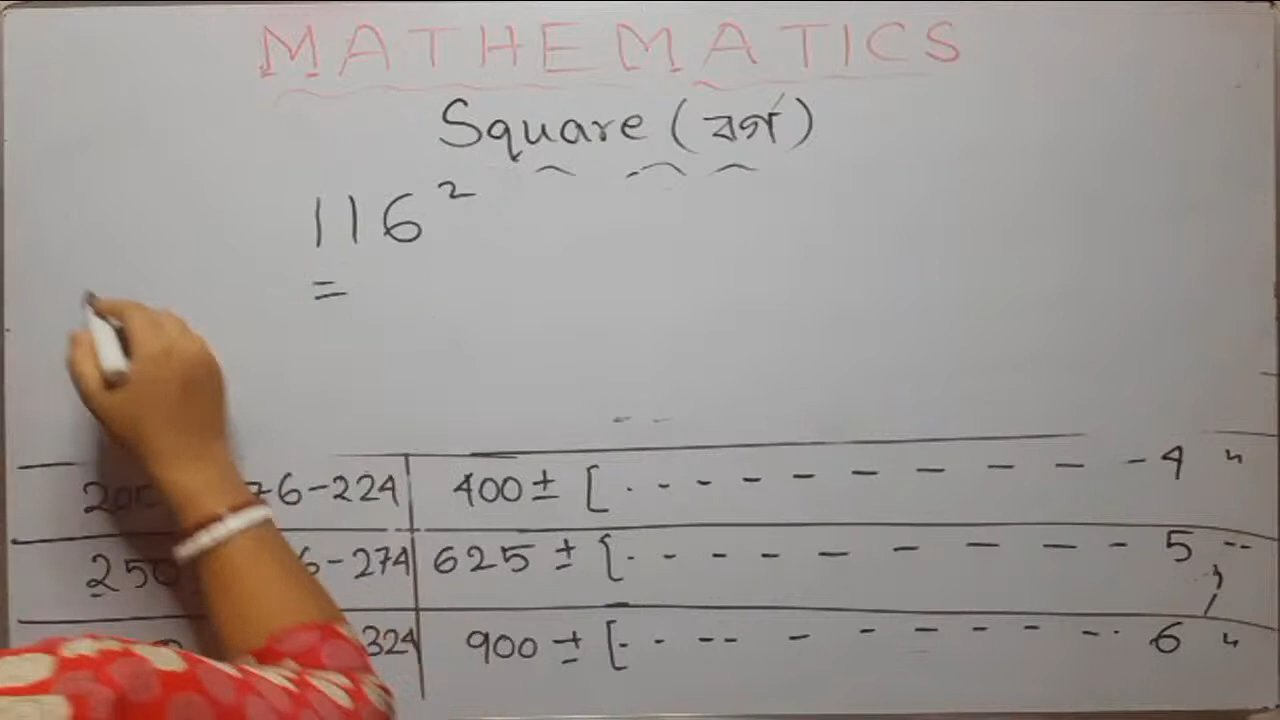 MATHEMATICS
Square (বর্গ)
116²
=
6-224 400 ± [ . - - - - - - - - - 4 "
250 6-274 625 ± [ . - - - - - - - - 5 "
324 900 ± [ . - - - - - - - - - 6 "